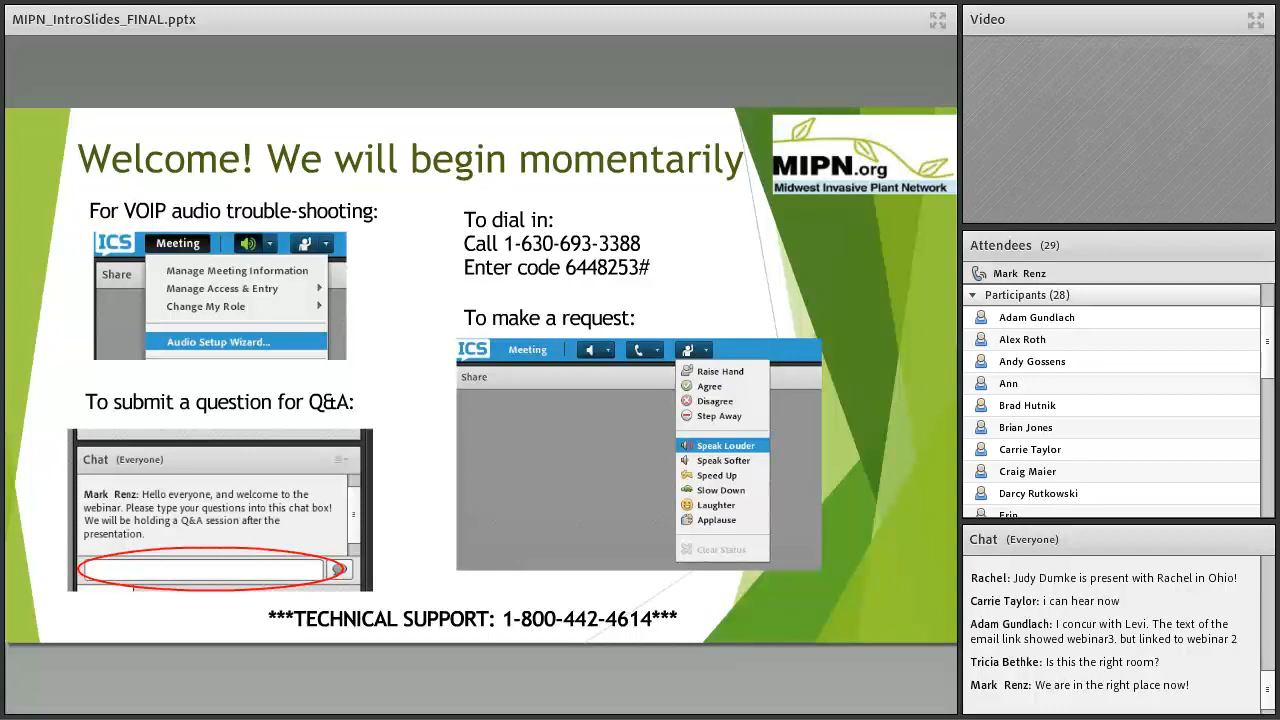 MIPN_IntroSlides_FINAL.pptx
Welcome! We will begin momentarily
MIPN.org
Midwest Invasive Plant Network
For VOIP audio trouble-shooting:
ICS Meeting
Share
Manage Meeting Information
Manage Access & Entry
Change My Role
Audio Setup Wizard...
To submit a question for Q&A:
Chat (Everyone)
Mark Renz: Hello everyone, and welcome to the
webinar. Please type your questions into this chat box!
We will be holding a Q&A session after the
presentation.
To dial in:
Call 1-630-693-3388
Enter code 6448253#
To make a request:
ICS Meeting
Share
Raise Hand
Agree
Disagree
Step Away
Speak Louder
Speak Softer
Speed Up
Slow Down
Laughter
Applause
Clear Status
***TECHNICAL SUPPORT: 1-800-442-4614***
Video
Attendees (29)
Mark Renz
Participants (28)
Adam Gundlach
Alex Roth
Andy Gossens
Ann
Brad Hutnik
Brian Jones
Carrie Taylor
Craig Maier
Darcy Rutkowski
Erin
Chat (Everyone)
Rachel: Judy Dumke is present with Rachel in Ohio!
Carrie Taylor: i can hear now
Adam Gundlach: I concur with Levi. The text of the
email link showed webinar3. but linked to webinar 2
Tricia Bethke: Is this the right room?
Mark Renz: We are in the right place now!